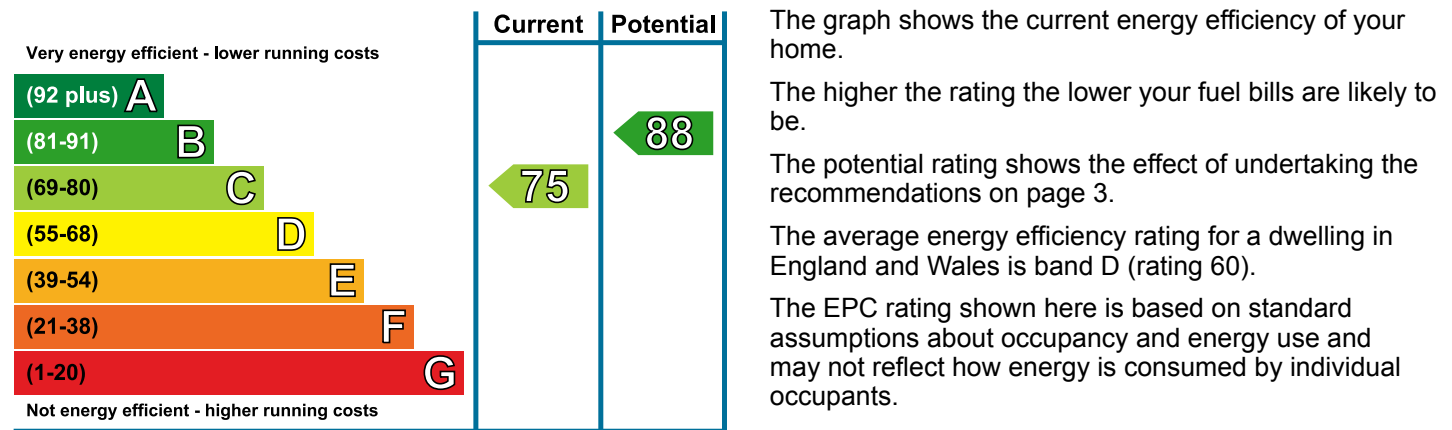 Current Potential
Very energy efficient - lower running costs
(92 plus) A
(81-91) B
88
(69-80) C
75
(55-68) D
(39-54) E
(21-38) F
(1-20) G
Not energy efficient - higher running costs
The graph shows the current energy efficiency of your
home.
The higher the rating the lower your fuel bills are likely to
be.
The potential rating shows the effect of undertaking the
recommendations on page 3.
The average energy efficiency rating for a dwelling in
England and Wales is band D (rating 60).
The EPC rating shown here is based on standard
assumptions about occupancy and energy use and
may not reflect how energy is consumed by individual
occupants.